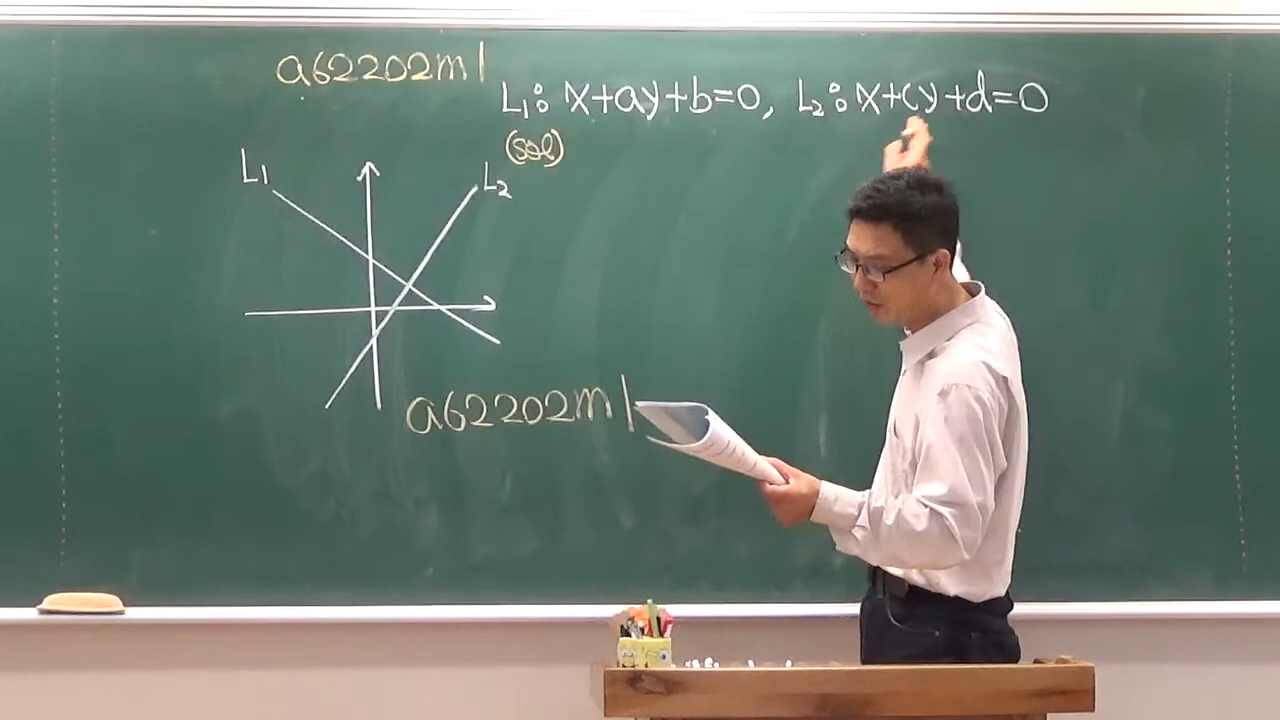 a62202m1
L₁: x+ay+b=0, L₂: x+cy+d=0
(sol)
L₁
L₂
a62202m1